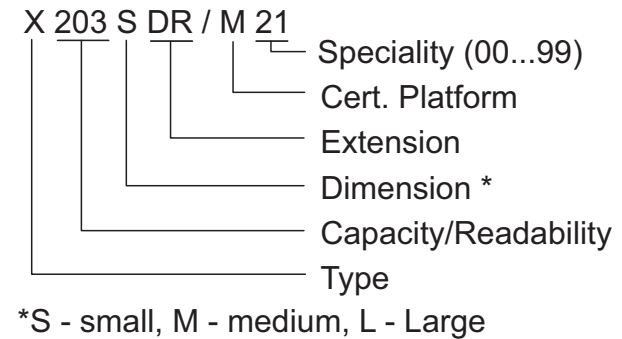 X 203 S DR / M 21
Speciality (00...99)
Cert. Platform
Extension
Dimension *
Capacity/Readability
Type
*S - small, M - medium, L - Large